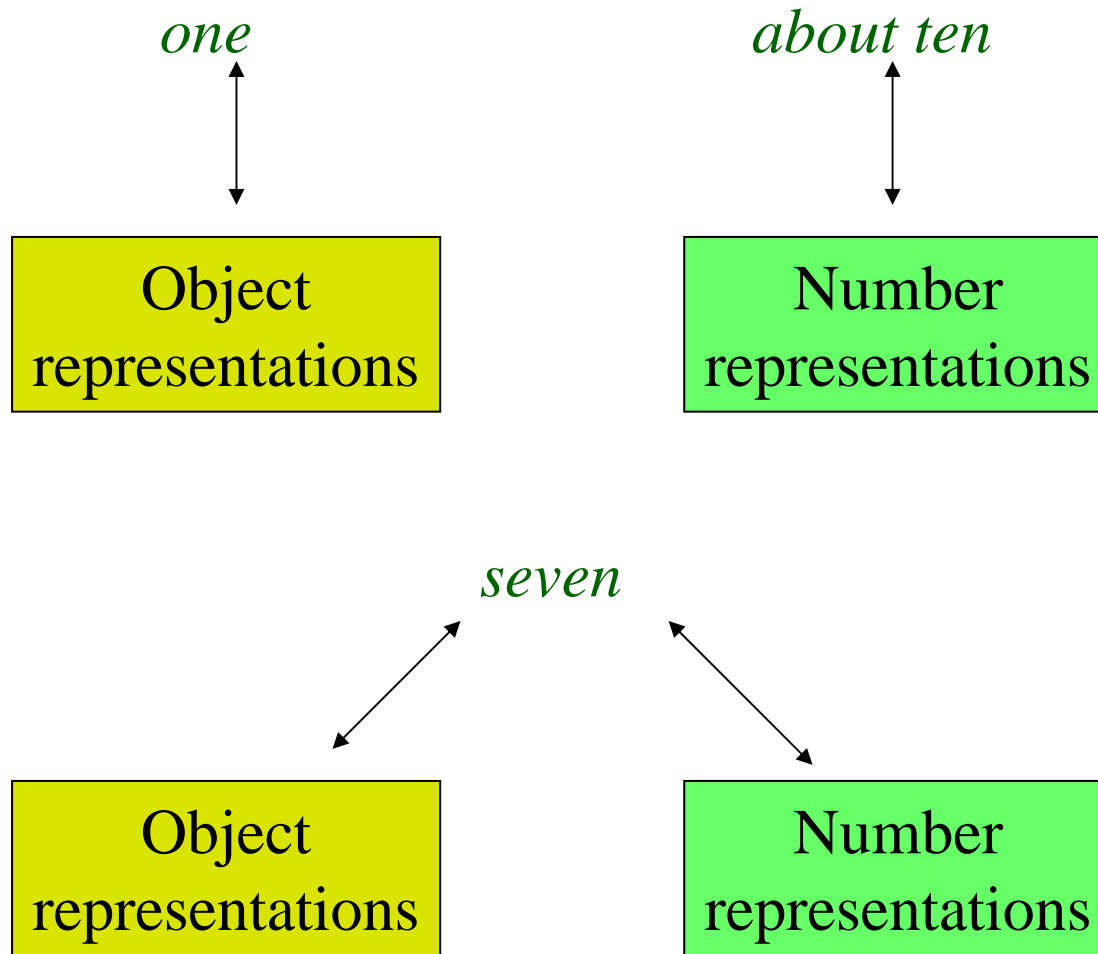 one
about ten
Object
representations
Number
representations
seven
Object
representations
Number
representations